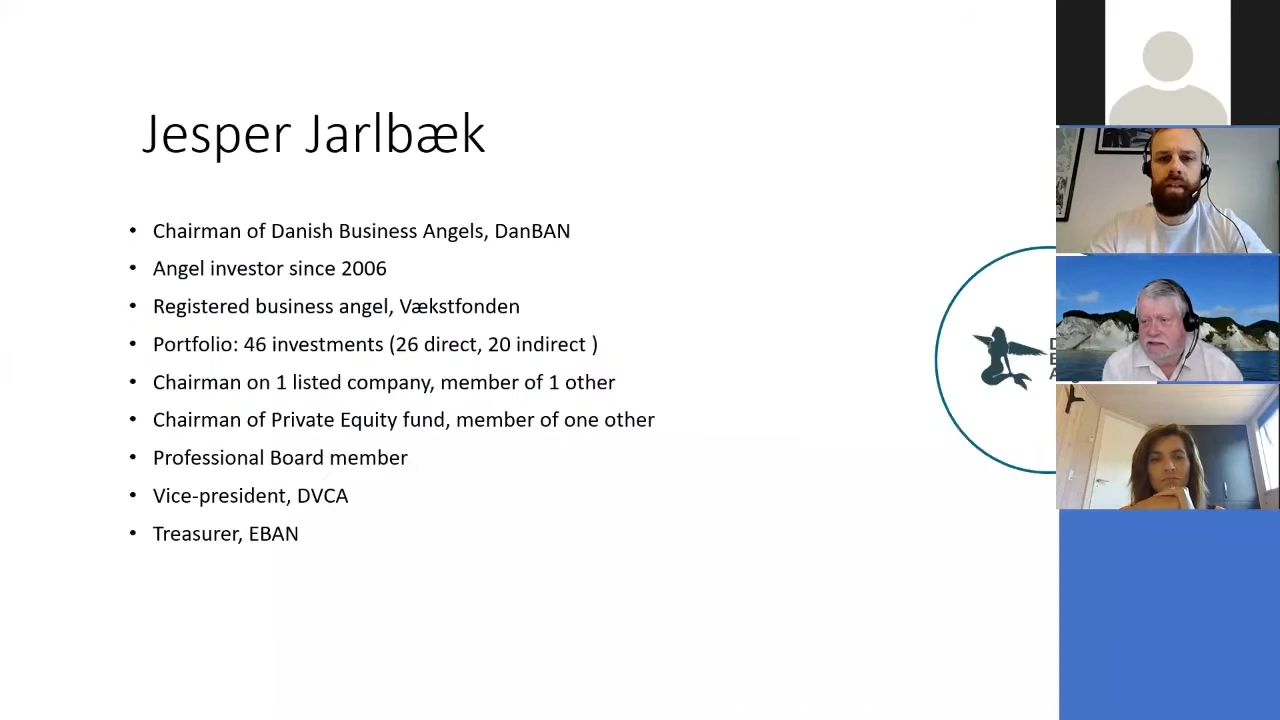 Jesper Jarlbæk
• Chairman of Danish Business Angels, DanBAN
• Angel investor since 2006
• Registered business angel, Vækstfonden
• Portfolio: 46 investments (26 direct, 20 indirect )
• Chairman on 1 listed company, member of 1 other
• Chairman of Private Equity fund, member of one other
• Professional Board member
• Vice-president, DVCA
• Treasurer, EBAN